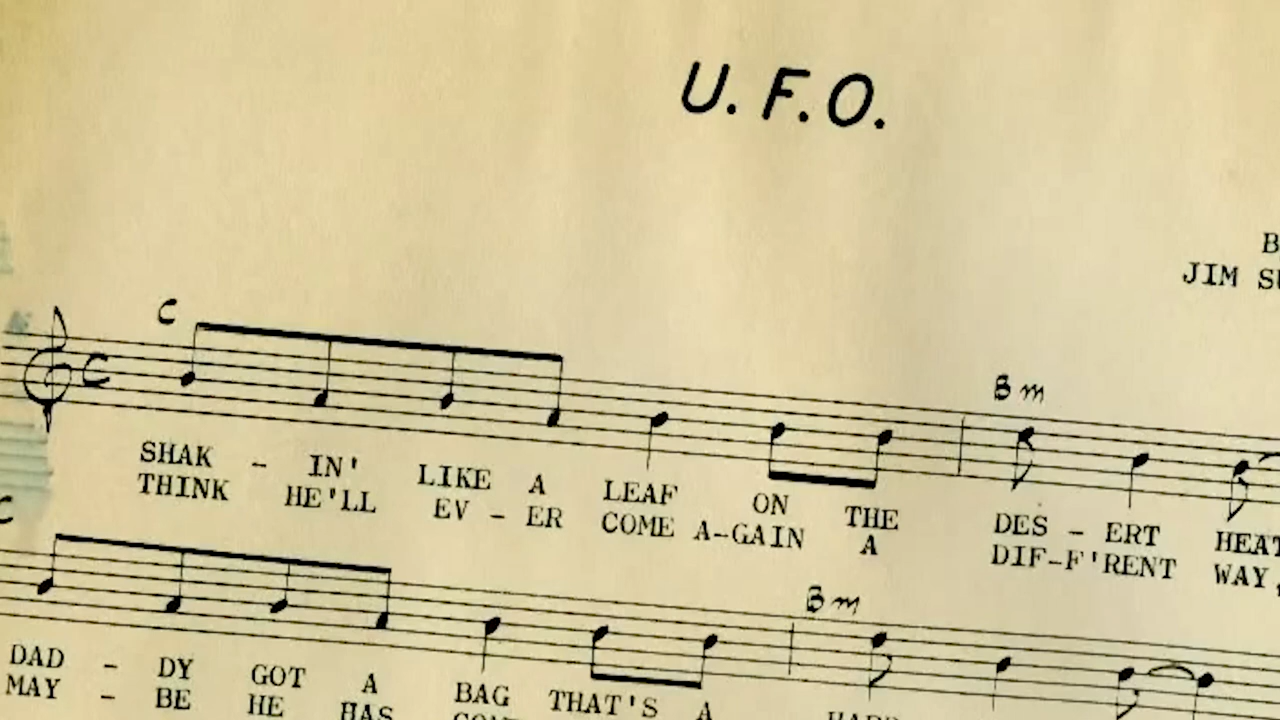 U.F.O.
JIM
C
C
SHAK - IN' LIKE A LEAF ON THE DES - ERT HEAT
THINK HE'LL EV - ER COME A-GAIN A DIF-F'RENT WAY,
Bm
C
Bm
DAD - DY GOT A BAG THAT'S A
MAY - BE HE HAS